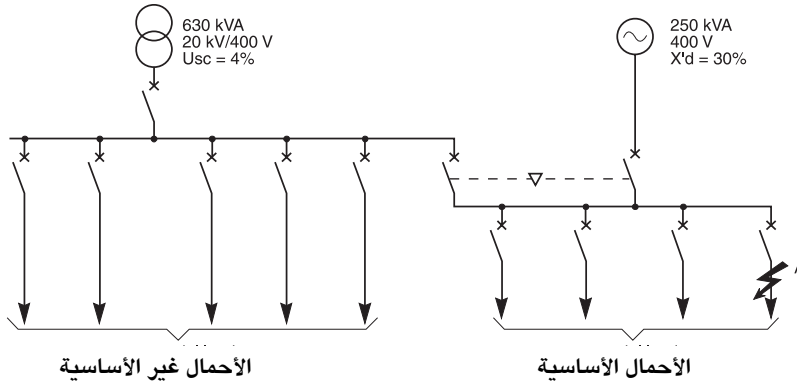 630 kVA
20 kV/400 V
Usc = 4%
250 kVA
400 V
X'd = 30%
الأحمال غير الأساسية
الأحمال الأساسية